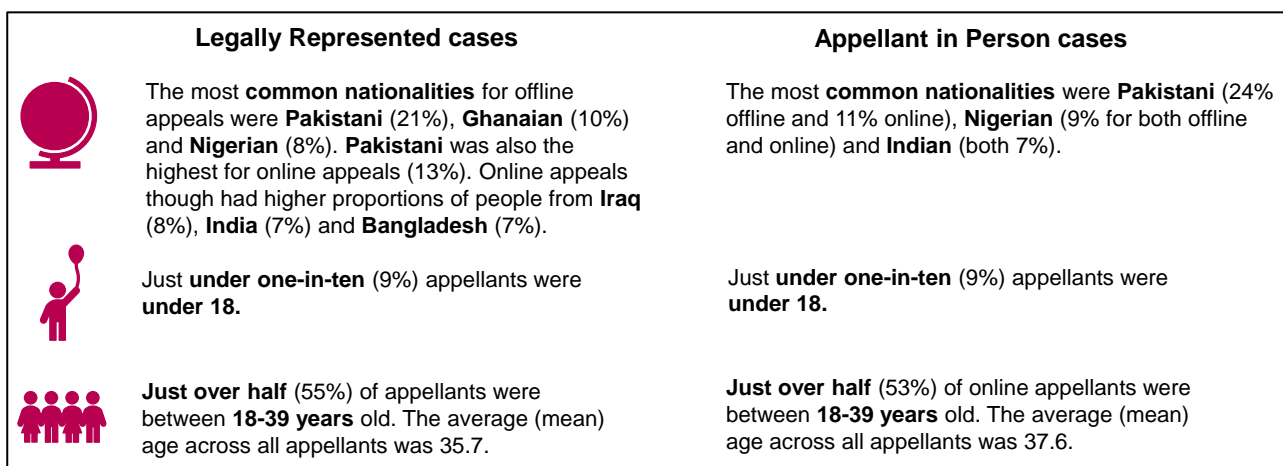 Legally Represented cases
The most common nationalities for offline
appeals were Pakistani (21%), Ghanaian (10%)
and Nigerian (8%). Pakistani was also the
highest for online appeals (13%). Online appeals
though had higher proportions of people from Iraq
(8%), India (7%) and Bangladesh (7%).
Just under one-in-ten (9%) appellants were
under 18.
Just over half (55%) of appellants were
between 18-39 years old. The average (mean)
age across all appellants was 35.7.
Appellant in Person cases
The most common nationalities were Pakistani (24%
offline and 11% online), Nigerian (9% for both offline
and online) and Indian (both 7%).
Just under one-in-ten (9%) appellants were
under 18.
Just over half (53%) of online appellants were
between 18-39 years old. The average (mean)
age across all appellants was 37.6.